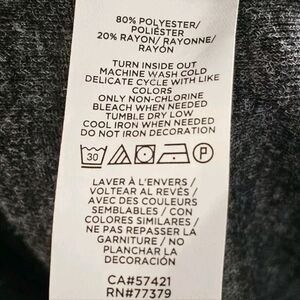 80% POLYESTER/
POLIÉSTER
20% RAYON/ RAYONNE/
RAYÓN
TURN INSIDE OUT
MACHINE WASH COLD
DELICATE CYCLE WITH LIKE
COLORS
ONLY NON-CHLORINE
BLEACH WHEN NEEDED
TUMBLE DRY LOW
COOL IRON WHEN NEEDED
DO NOT IRON DECORATION
30 P
LAVER À L'ENVERS /
VOLTEAR AL REVÉS /
AVEC DES COULEURS
SEMBLABLES / CON
COLORES SIMILARES /
NE PAS REPASSER LA
GARNITURE / NO
PLANCHAR LA
DECORACIÓN
CA#57421
RN#77379